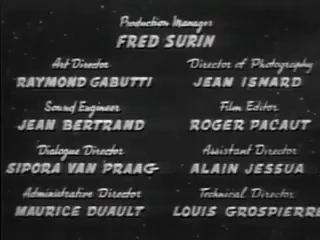 Production Manager
FRED SURIN
Art Director
RAYMOND GABUTTI
Director of Photography
JEAN ISNARD
Sound Engineer
JEAN BERTRAND
Film Editor
ROGER PACAUT
Dialogue Director
SIPORA VAN PRAAG
Assistant Director
ALAIN JESSUA
Administrative Director
MAURICE DUAULT
Technical Director
LOUIS GROSPIERRE